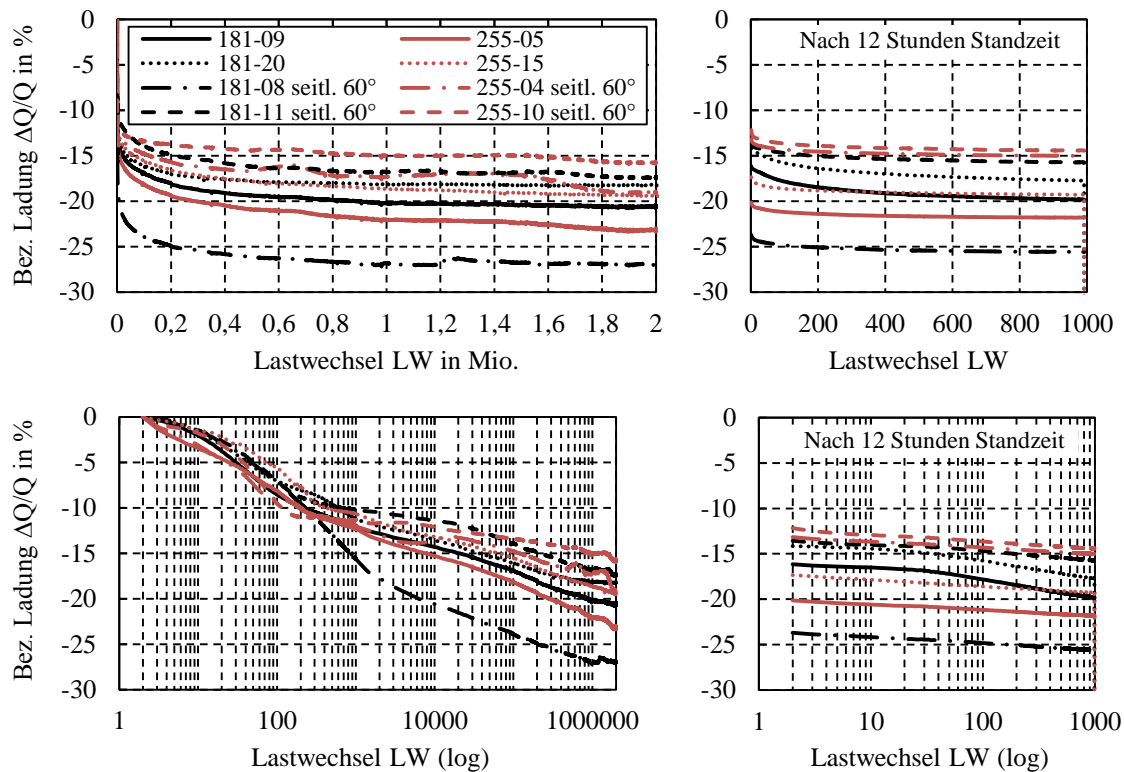 Bez. Ladung ΔQ/Q in %
0
-5
-10
-15
-20
-25
-30
181-09
255-05
181-20
255-15
181-08 seitl. 60°
255-04 seitl. 60°
181-11 seitl. 60°
255-10 seitl. 60°
0 0,2 0,4 0,6 0,8 1 1,2 1,4 1,6 1,8 2
Lastwechsel LW in Mio.
Nach 12 Stunden Standzeit
0
-5
-10
-15
-20
-25
-30
0 200 400 600 800 1000
Lastwechsel LW
Bez. Ladung ΔQ/Q in %
0
-5
-10
-15
-20
-25
-30
1 100 10000 1000000
Lastwechsel LW (log)
Nach 12 Stunden Standzeit
0
-5
-10
-15
-20
-25
-30
1 10 100 1000
Lastwechsel LW (log)